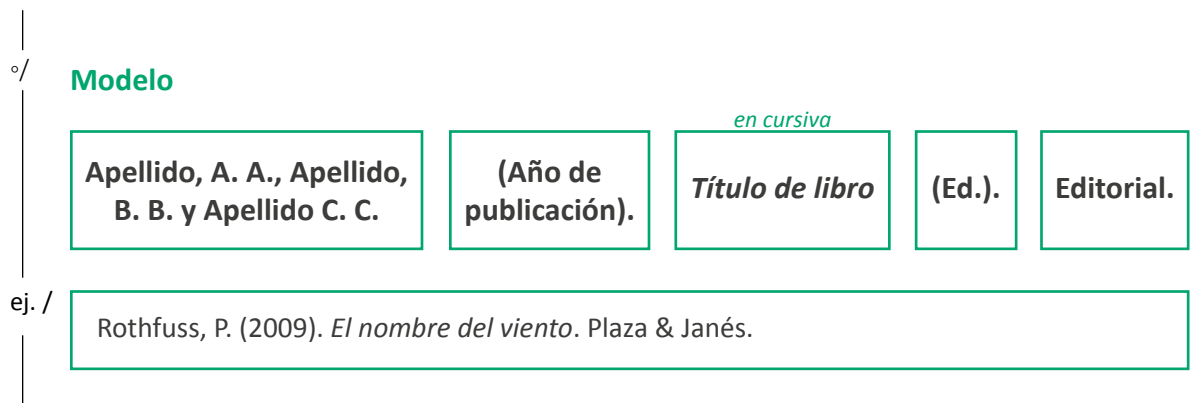 °/
Modelo
en cursiva
Apellido, A. A., Apellido,
B. B. y Apellido C. C.
(Año de
publicación).
Título de libro
(Ed.).
Editorial.
ej. /
Rothfuss, P. (2009). El nombre del viento. Plaza & Janés.